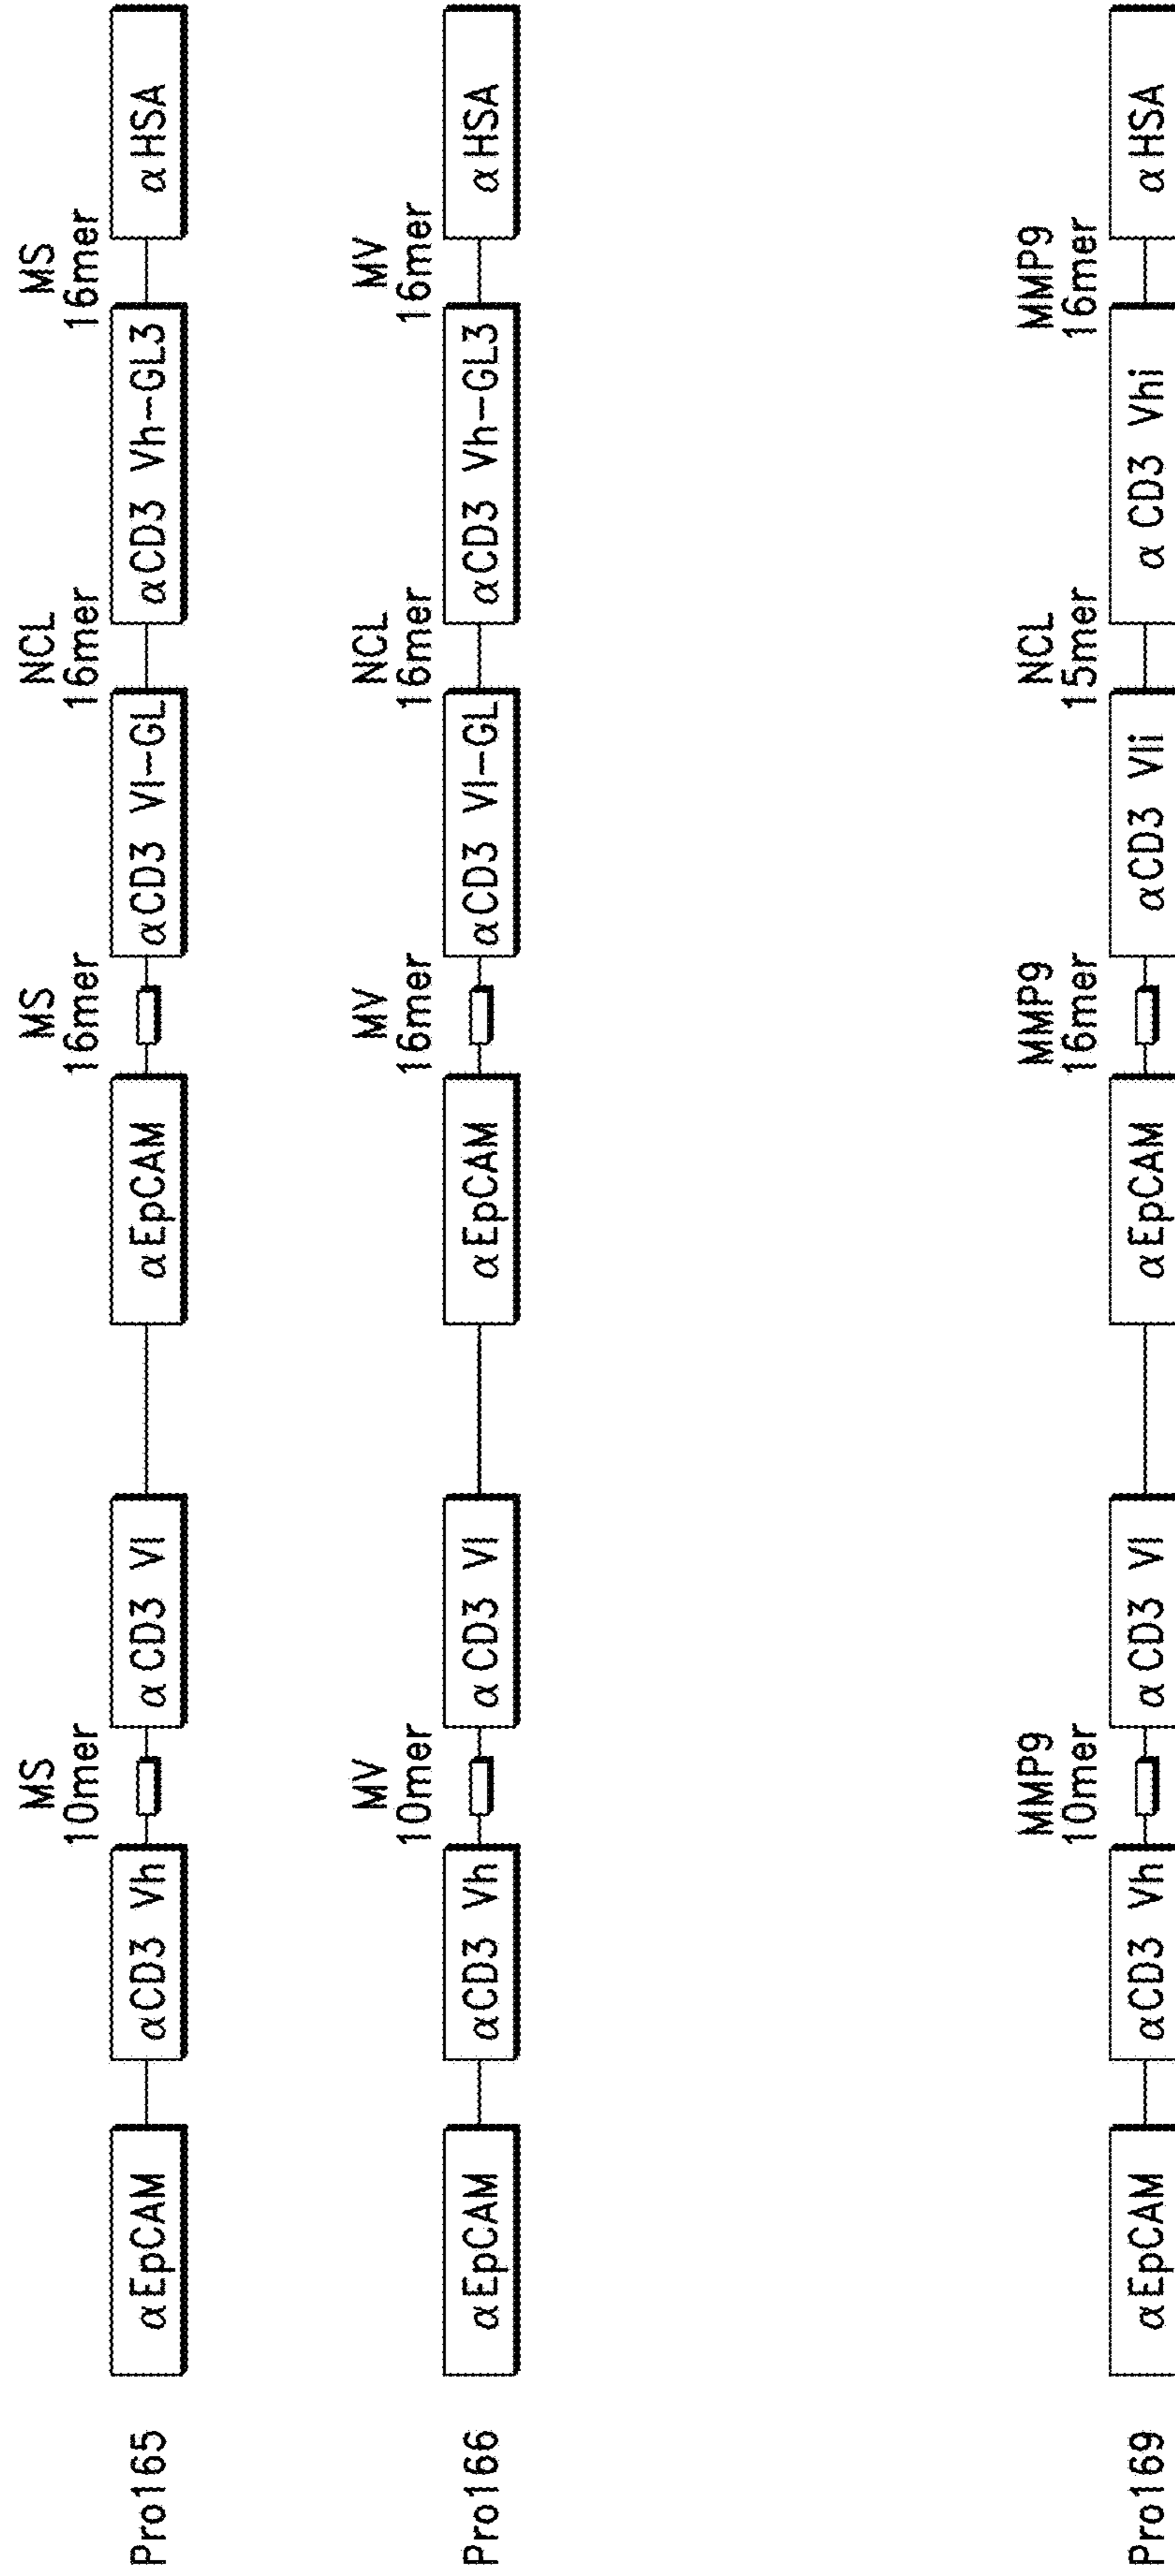 MS
10mer
MS
16mer
NCL
16mer
MS
16mer
Pro165
αEpCAM
αCD3 Vh
αCD3 Vl
αEpCAM
αCD3 Vl-GL
αCD3 Vh-GL3
αHSA
MV
10mer
MV
16mer
NCL
16mer
MV
16mer
Pro166
αEpCAM
αCD3 Vh
αCD3 Vl
αEpCAM
αCD3 Vl-GL
αCD3 Vh-GL3
αHSA
MMP9
10mer
MMP9
16mer
NCL
15mer
MMP9
16mer
Pro169
αEpCAM
αCD3 Vh
αCD3 Vl
αEpCAM
αCD3 Vli
α CD3 Vhi
αHSA